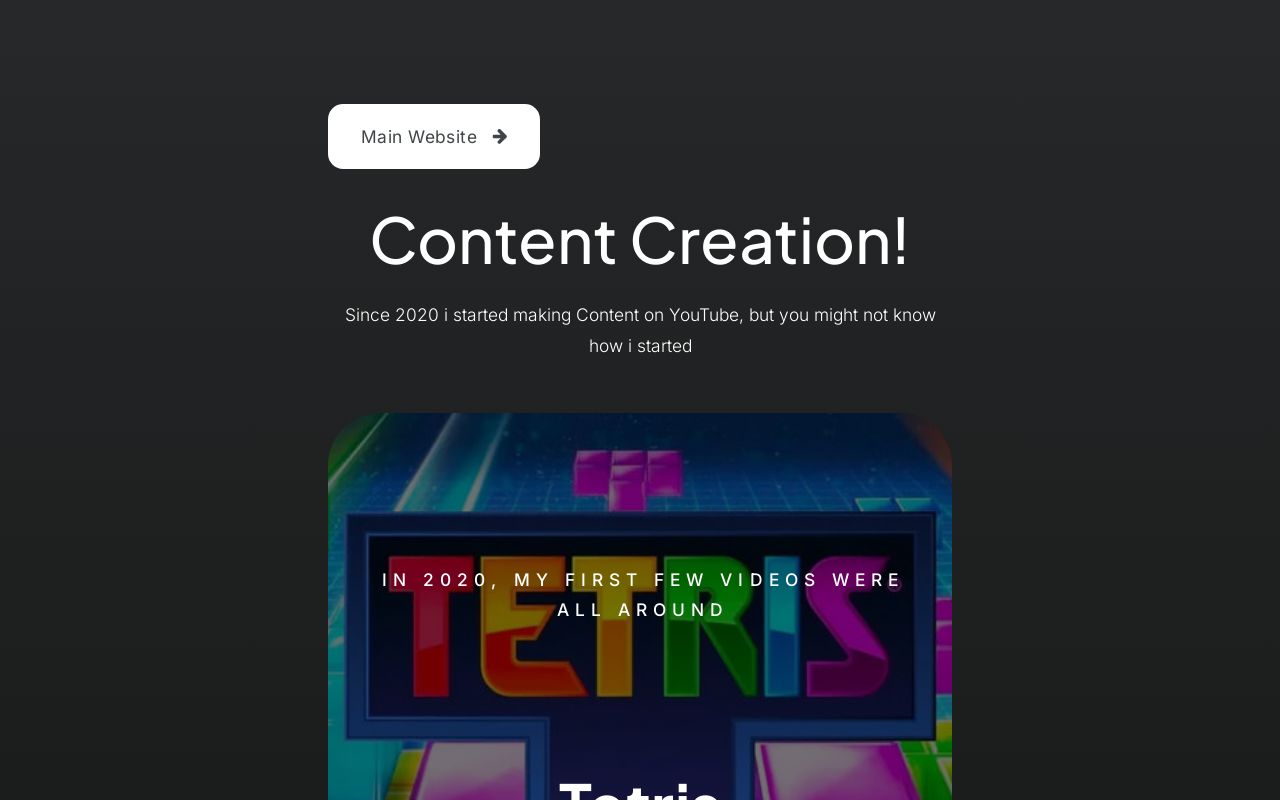 Main Website
Content Creation!
Since 2020 i started making Content on YouTube, but you might not know
how i started
TETRIS®
IN 2020, MY FIRST FEW VIDEOS WERE
ALL AROUND
Tetris